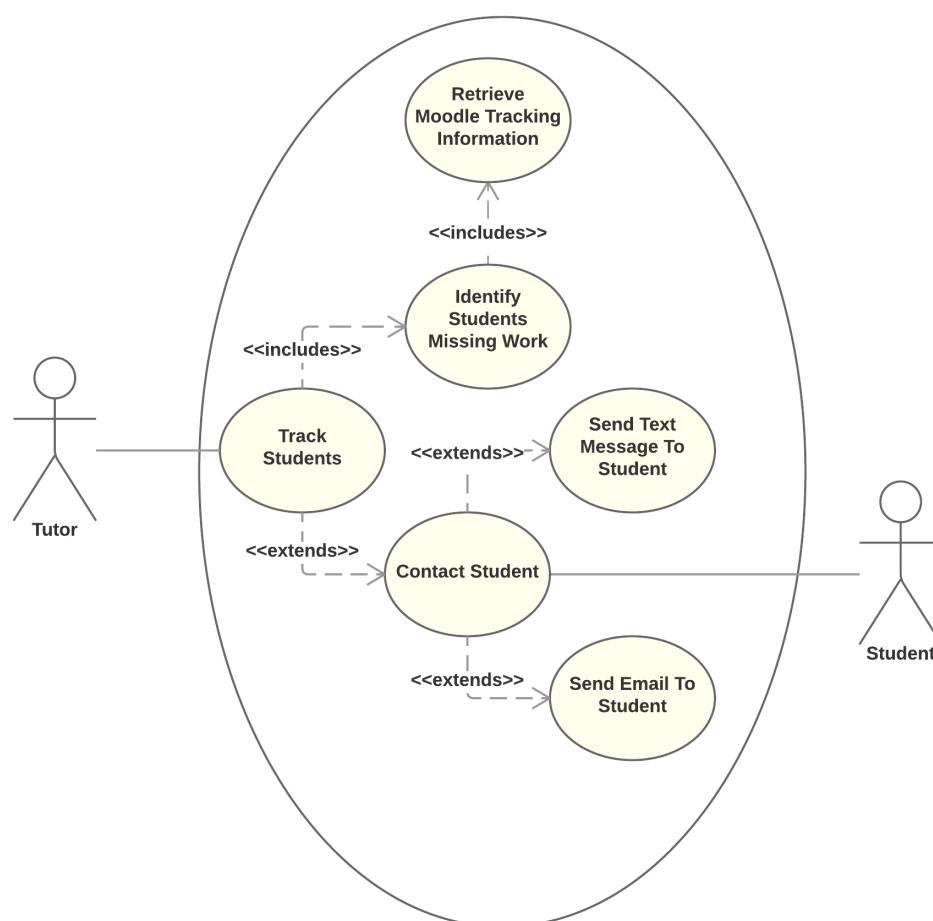 Retrieve
Moodle Tracking
Information
<<includes>>
Identify
Students
Missing Work
<<includes>>
Track
Students
Send Text
Message To
Student
<<extends>>
Tutor
<<extends>>
Contact Student
Student
<<extends>>
Send Email To
Student